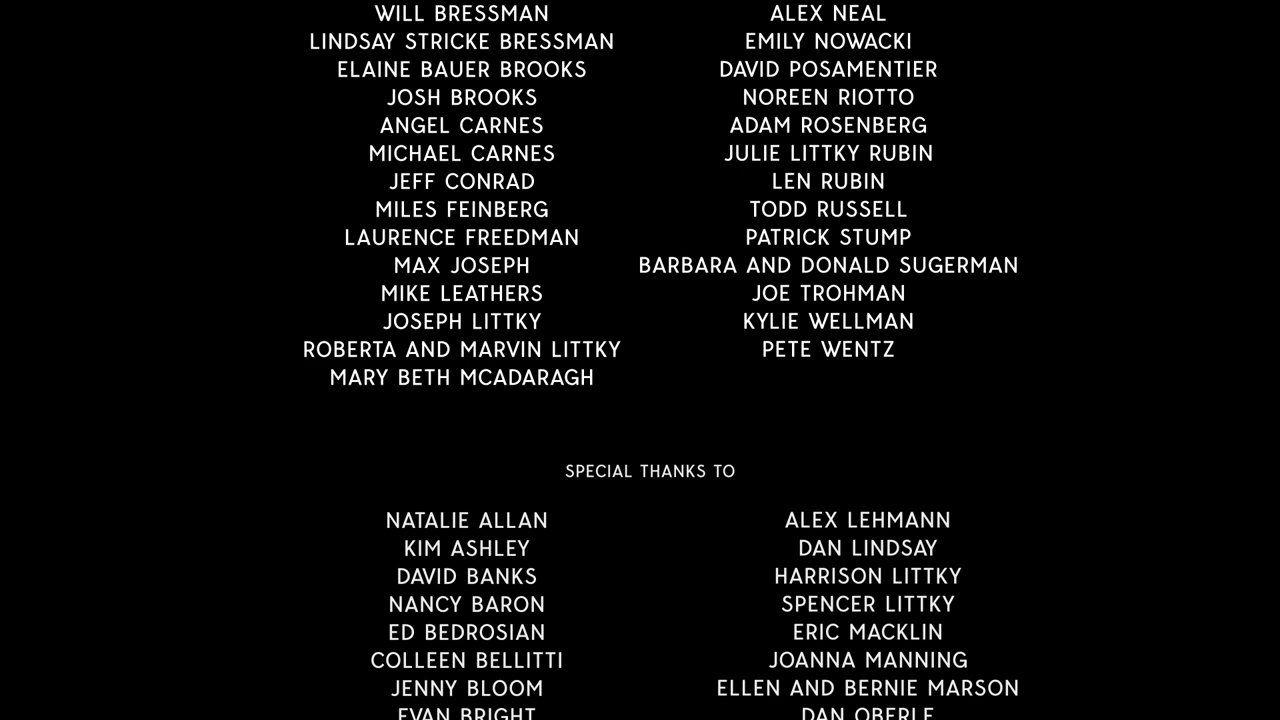 WILL BRESSMAN
LINDSAY STRICKE BRESSMAN
ELAINE BAUER BROOKS
JOSH BROOKS
ANGEL CARNES
MICHAEL CARNES
JEFF CONRAD
MILES FEINBERG
LAURENCE FREEDMAN
MAX JOSEPH
MIKE LEATHERS
JOSEPH LITTKY
ROBERTA AND MARVIN LITTKY
MARY BETH MCADARAGH
ALEX NEAL
EMILY NOWACKI
DAVID POSAMENTIER
NOREEN RIOTTO
ADAM ROSENBERG
JULIE LITTKY RUBIN
LEN RUBIN
TODD RUSSELL
PATRICK STUMP
BARBARA AND DONALD SUGERMAN
JOE TROHMAN
KYLIE WELLMAN
PETE WENTZ
SPECIAL THANKS TO
NATALIE ALLAN
KIM ASHLEY
DAVID BANKS
NANCY BARON
ED BEDROSIAN
COLLEEN BELLITTI
JENNY BLOOM
EVAN BRIGHT
ALEX LEHMANN
DAN LINDSAY
HARRISON LITTKY
SPENCER LITTKY
ERIC MACKLIN
JOANNA MANNING
ELLEN AND BERNIE MARSON
DAN OBERLE